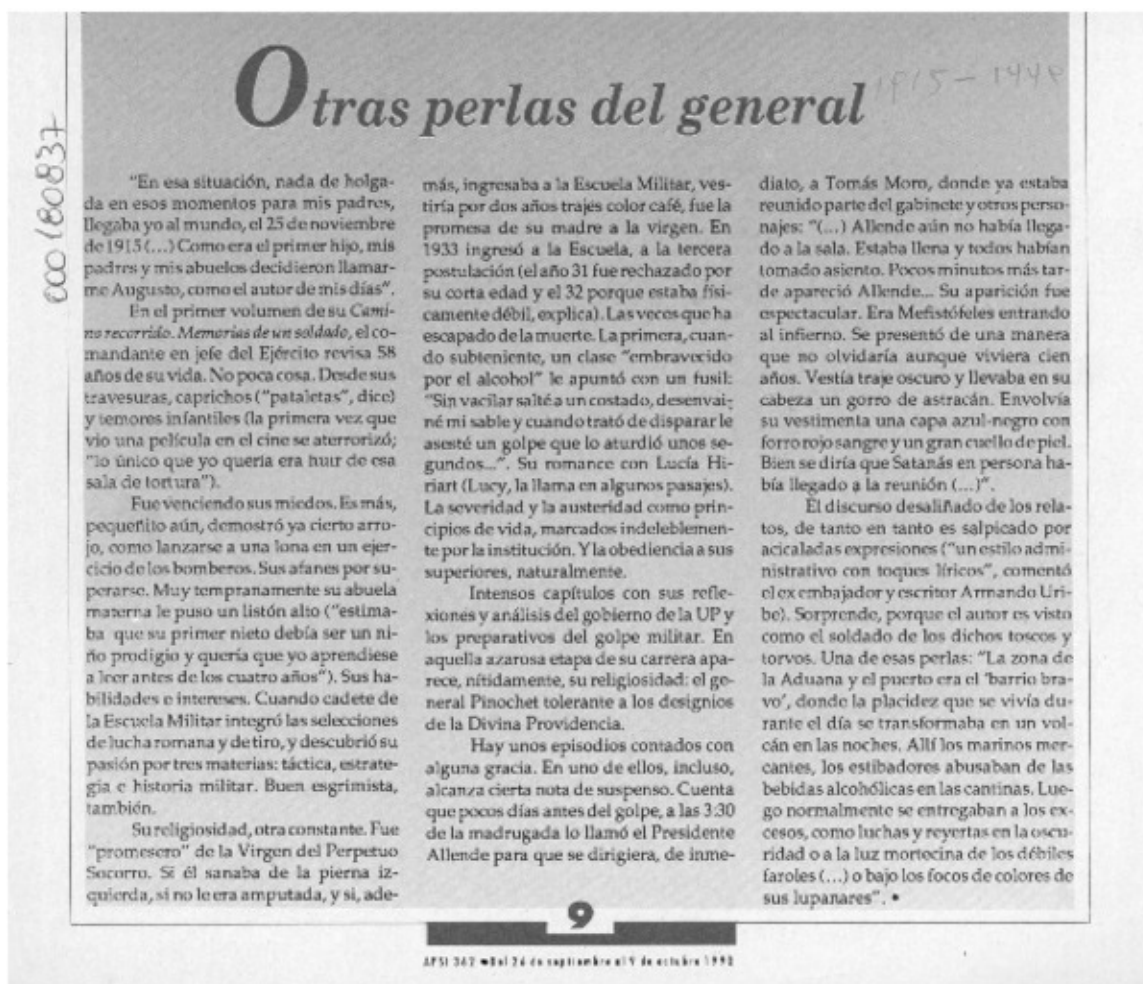 Otras perlas del general
1915 - 144
000180837
"En esa situación, nada de holga-
da en esos momentos para mis padres,
llegaba yo al mundo, el 25 de noviembre
de 1915 (...) Como era el primer hijo, mis
padres y mis abuelos decidieron llamar-
me Augusto, como el autor de mis días".
En el primer volumen de su Cami-
no recorrido. Memorias de un soldado, el co-
mandante en jefe del Ejército revisa 58
años de su vida. No poca cosa. Desde sus
travesuras, caprichos ("pataletas", dice)
y temores infantiles (la primera vez que
vio una película en el cine se aterrorizó;
"lo único que yo quería era huir de esa
sala de tortura").
Fue venciendo sus miedos. Es más,
pequeñito aún, demostró ya cierto arro-
jo, como lanzarse a una lona en un ejer-
cicio de los bomberos. Sus afanes por su-
perarse. Muy tempranamente su abuela
materna le puso un listón alto ("estima-
ba que su primer nieto debía ser un ni-
ño prodigio y quería que yo aprendiese
a leer antes de los cuatro años"). Sus ha-
bilidades e intereses. Cuando cadete de
la Escuela Militar integró las selecciones
de lucha romana y de tiro, y descubrió su
pasión por tres materias: táctica, estrate-
gia e historia militar. Buen esgrimista,
también.
Su religiosidad, otra constante. Fue
"promesero" de la Virgen del Perpetuo
Socorro. Si él sanaba de la pierna iz-
quierda, si no le era amputada, y si, ade-
más, ingresaba a la Escuela Militar, ves-
tiría por dos años trajes color café, fue la
promesa de su madre a la virgen. En
1933 ingresó a la Escuela, a la tercera
postulación (el año 31 fue rechazado por
su corta edad y el 32 porque estaba físi-
camente débil, explica). Las veces que ha
escapado de la muerte. La primera, cuan-
do subteniente, un clase "embravecido
por el alcohol" le apuntó con un fusil:
"Sin vacilar salté a un costado, desenvai-
né mi sable y cuando trató de disparar le
asesté un golpe que lo aturdió unos se-
gundos...". Su romance con Lucía Hi-
riart (Lucy, la llama en algunos pasajes).
La severidad y la austeridad como prin-
cipios de vida, marcados indeleblemen-
te por la institución. Y la obediencia a sus
superiores, naturalmente.
Intensos capítulos con sus refle-
xiones y análisis del gobierno de la UP y
los preparativos del golpe militar. En
aquella azarosa etapa de su carrera apa-
rece, nítidamente, su religiosidad: el ge-
neral Pinochet tolerante a los designios
de la Divina Providencia.
Hay unos episodios contados con
alguna gracia. En uno de ellos, incluso,
alcanza cierta nota de suspenso. Cuenta
que pocos días antes del golpe, a las 3:30
de la madrugada lo llamó el Presidente
Allende para que se dirigiera, de inme-
diato, a Tomás Moro, donde ya estaba
reunido parte del gabinete y otros perso-
najes: "(...) Allende aún no había llega-
do a la sala. Estaba llena y todos habían
tomado asiento. Pocos minutos más tar-
de apareció Allende... Su aparición fue
espectacular. Era Mefistófeles entrando
al infierno. Se presentó de una manera
que no olvidaría aunque viviera cien
años. Vestía traje oscuro y llevaba en su
cabeza un gorro de astracán. Envolvía
su vestimenta una capa azul-negro con
forro rojo sangre y un gran cuello de piel.
Bien se diría que Satanás en persona ha-
bía llegado a la reunión (...)".
El discurso desaliñado de los rela-
tos, de tanto en tanto es salpicado por
acicaladas expresiones ("un estilo admi-
nistrativo con toques líricos", comentó
el ex embajador y escritor Armando Uri-
be). Sorprende, porque el autor es visto
como el soldado de los dichos toscos y
torvos. Una de esas perlas: "La zona de
la Aduana y el puerto era el 'barrio bra-
vo', donde la placidez que se vivía du-
rante el día se transformaba en un vol-
cán en las noches. Allí los marinos mer-
cantes, los estibadores abusaban de las
bebidas alcohólicas en las cantinas. Lue-
go normalmente se entregaban a los ex-
cesos, como luchas y reyertas en la oscu-
ridad o a la luz mortecina de los débiles
faroles (...) o bajo los focos de colores de
sus lupanares". •
9
APSI 362 • Del 26 de septiembre al 9 de octubre 1990